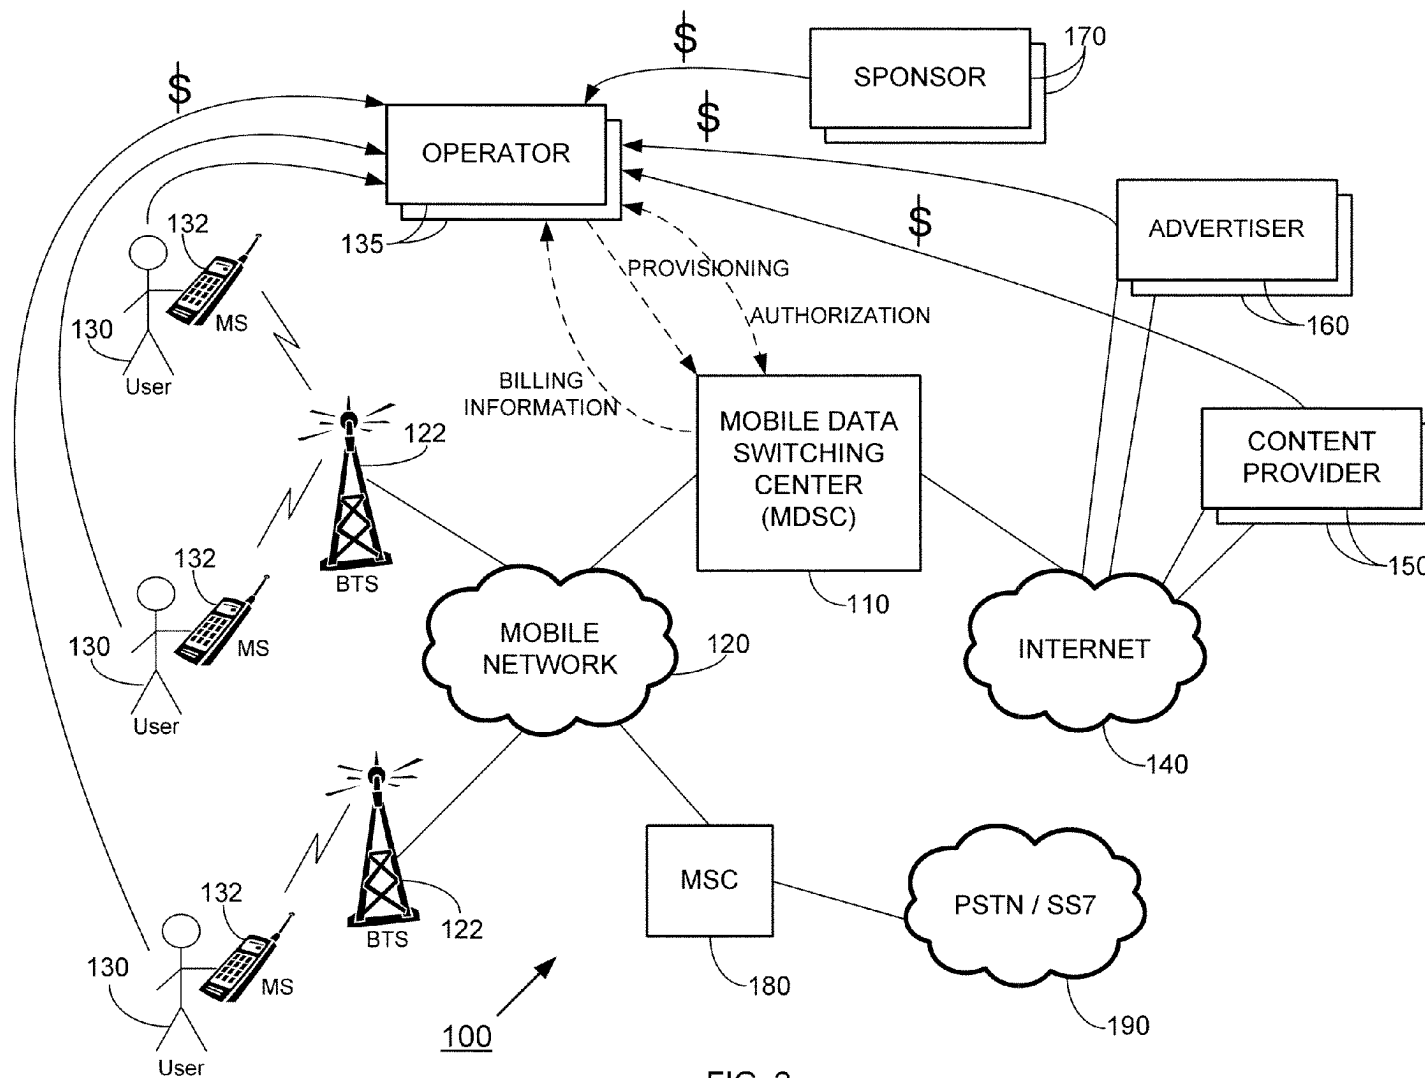 $
$
SPONSOR
170
$
OPERATOR
132
135
ADVERTISER
$
PROVISIONING
MS
130
AUTHORIZATION
160
User
BILLING
INFORMATION
122
MOBILE DATA
SWITCHING
CENTER
(MDSC)
CONTENT
PROVIDER
132
BTS
150
110
130
MS
MOBILE
NETWORK
120
INTERNET
User
140
132
MSC
PSTN / SS7
122
BTS
130
MS
180
100
190
User